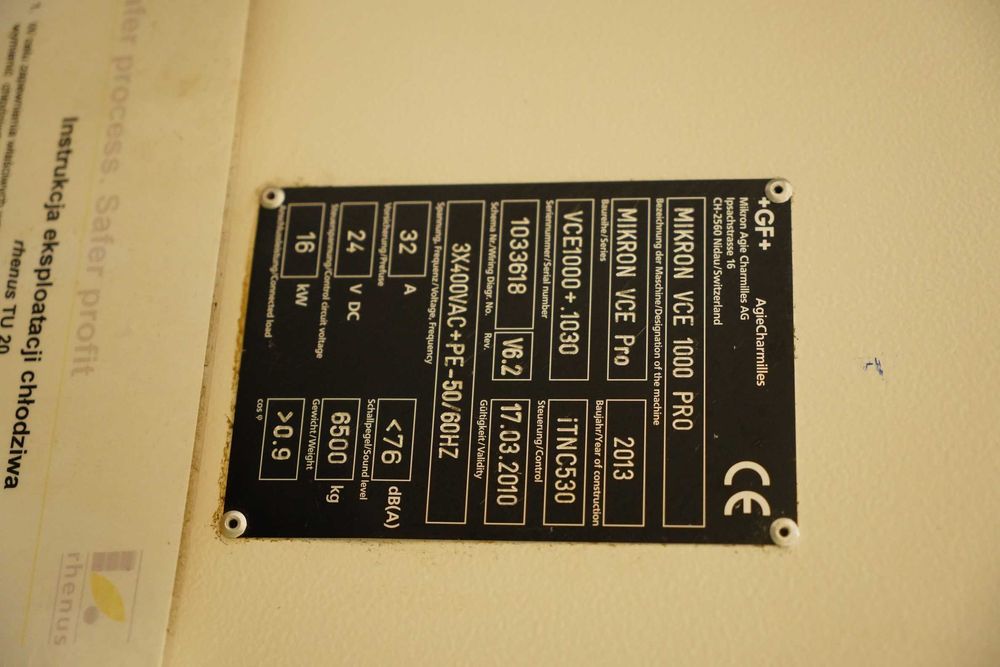 +GF+ AgieCharmilles
Mikron Agie Charmilles AG
Ipsachstrasse 16
CH-2560 Nidau/Switzerland
CE
MIKRON VCE 1000 PRO
Bezeichnung der Maschine/Designation of the machine
MIKRON VCE Pro 2013
Baureihe/Series Baujahr/Year of construction
VCE1000+.1030 iTNC530
Seriennummer/Serial number Steuerung/Control
1033618 V6.2 17.03.2010
Schema Nr./Wiring Diagr. No. Rev. Gültigkeit/Validity
3X400VAC+PE-50/60HZ
Spannung, Frequenz/Voltage, Frequency
32 A <76 dB(A)
Vorsicherung/Prefuse Schallpegel/Sound level
24 V DC 6500 kg
Steuerspannung/Control circuit voltage Gewicht/Weight
16 kW >0.9
Anschlussleistung/Connected load cos φ
afer process. Safer profit
Instrukcja eksploatacji chłodziwa
rhenus TU 20
1.
rhenus